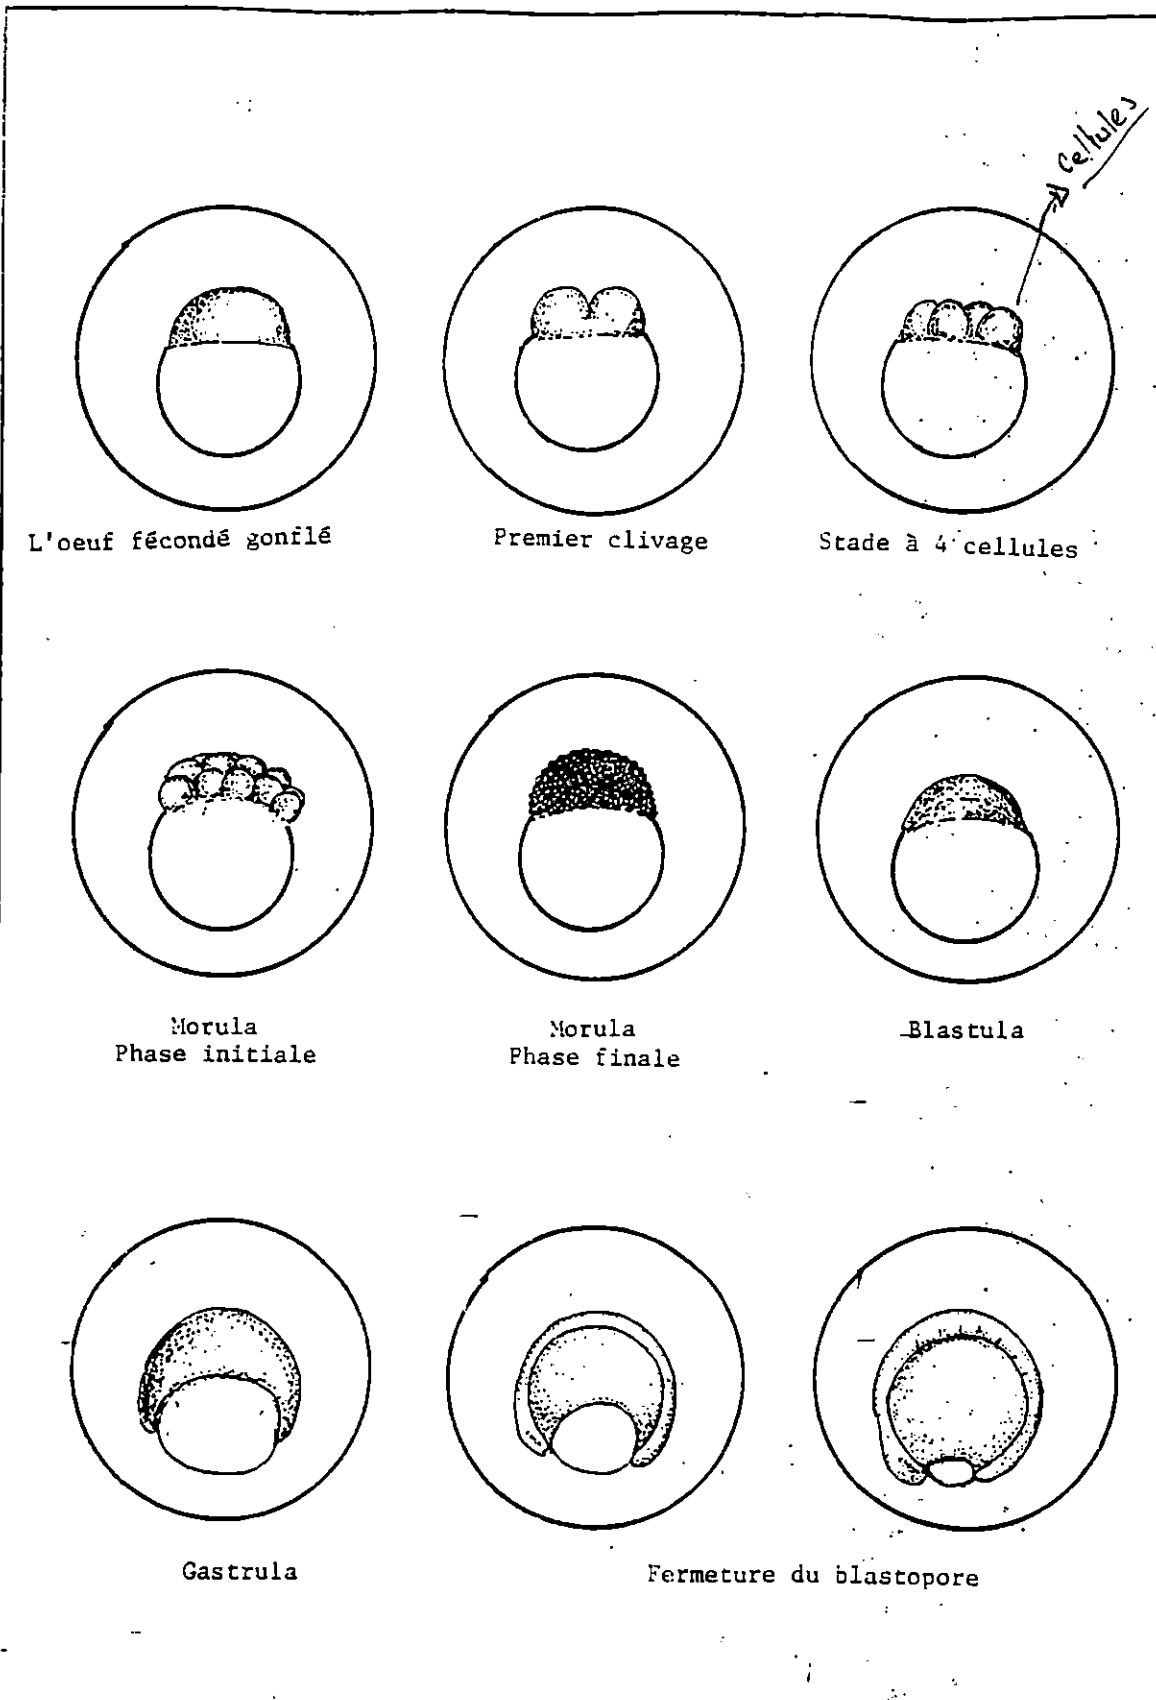 Cellules
L'oeuf fécondé gonflé
Premier clivage
Stade à 4 cellules
Morula
Phase initiale
Morula
Phase finale
Blastula
Gastrula
Fermeture du blastopore